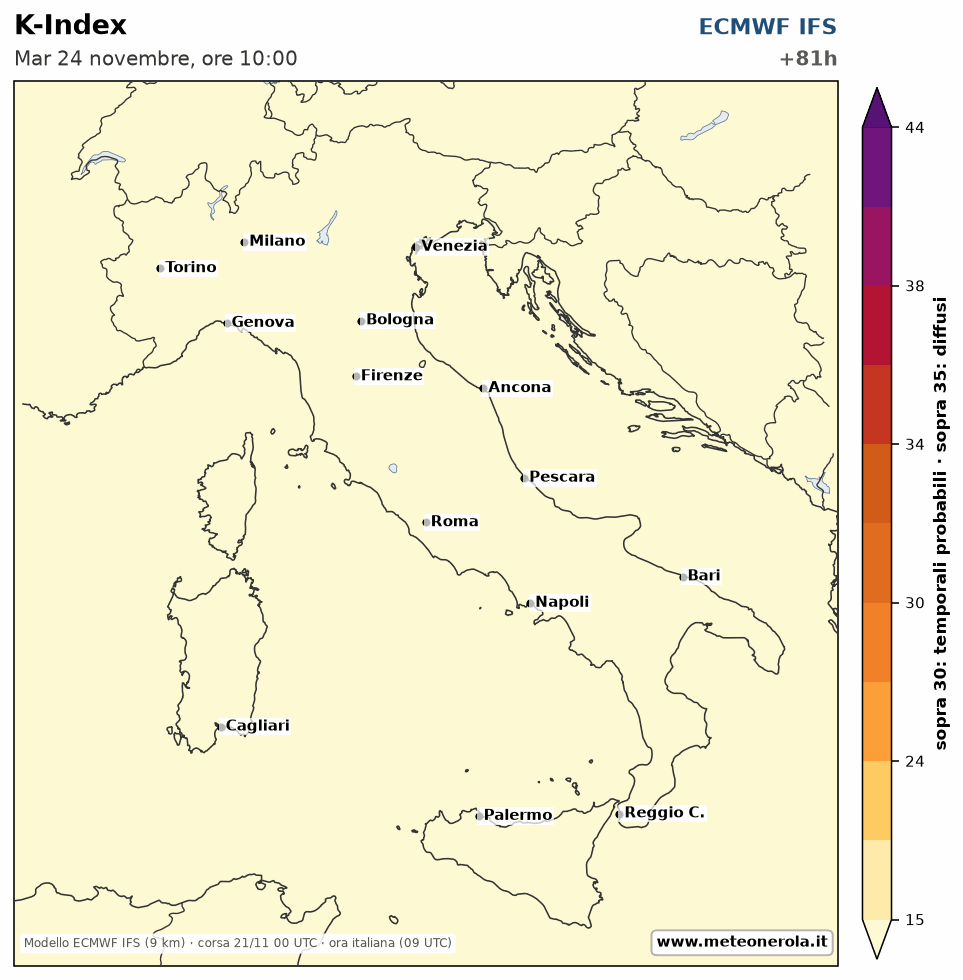 K-Index
ECMWF IFS
Mar 24 novembre, ore 10:00
+81h
Milano
Venezia
Torino
Genova
Bologna
Firenze
Ancona
Pescara
Roma
Bari
Napoli
Cagliari
Palermo
Reggio C.
44
38
34
30
24
15
sopra 30: temporali probabili · sopra 35: diffusi
Modello ECMWF IFS (9 km) · corsa 21/11 00 UTC · ora italiana (09 UTC)
www.meteonerola.it